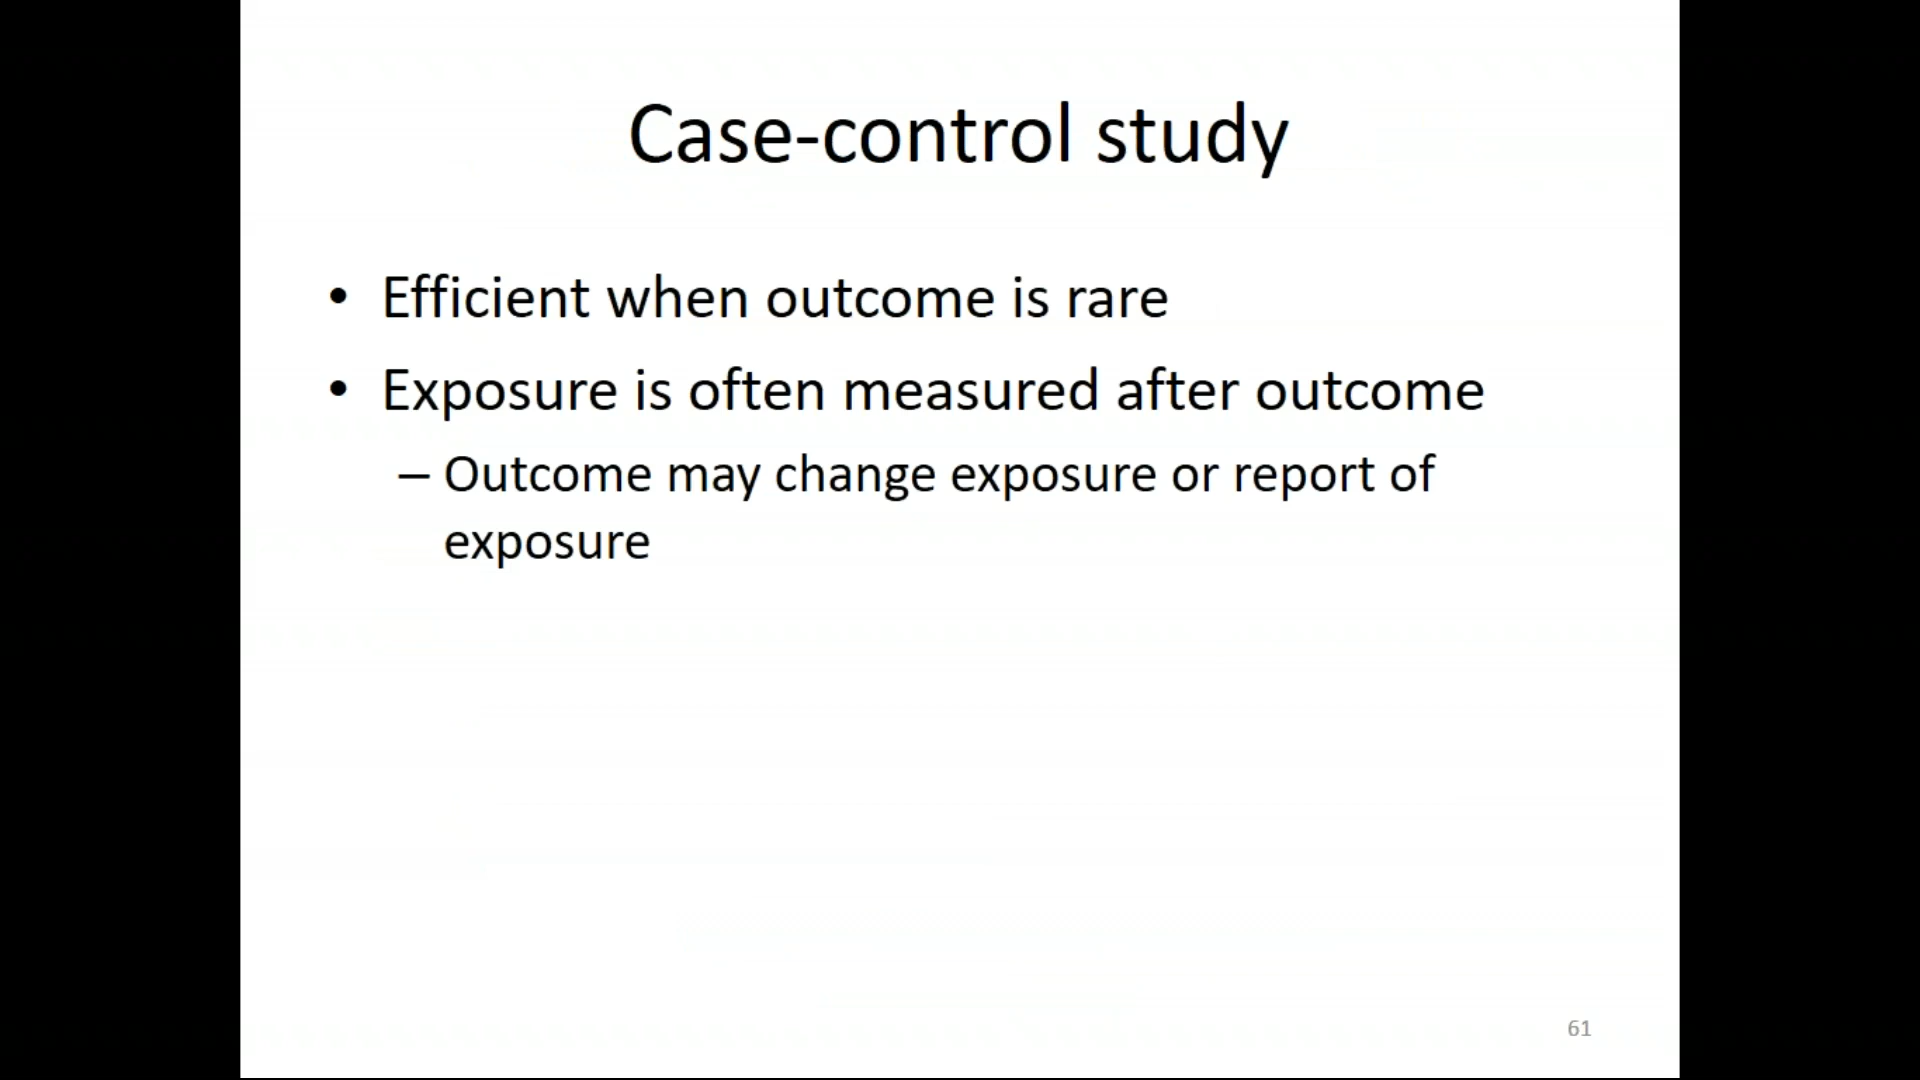 Case-control study
• Efficient when outcome is rare
• Exposure is often measured after outcome
– Outcome may change exposure or report of
exposure
61